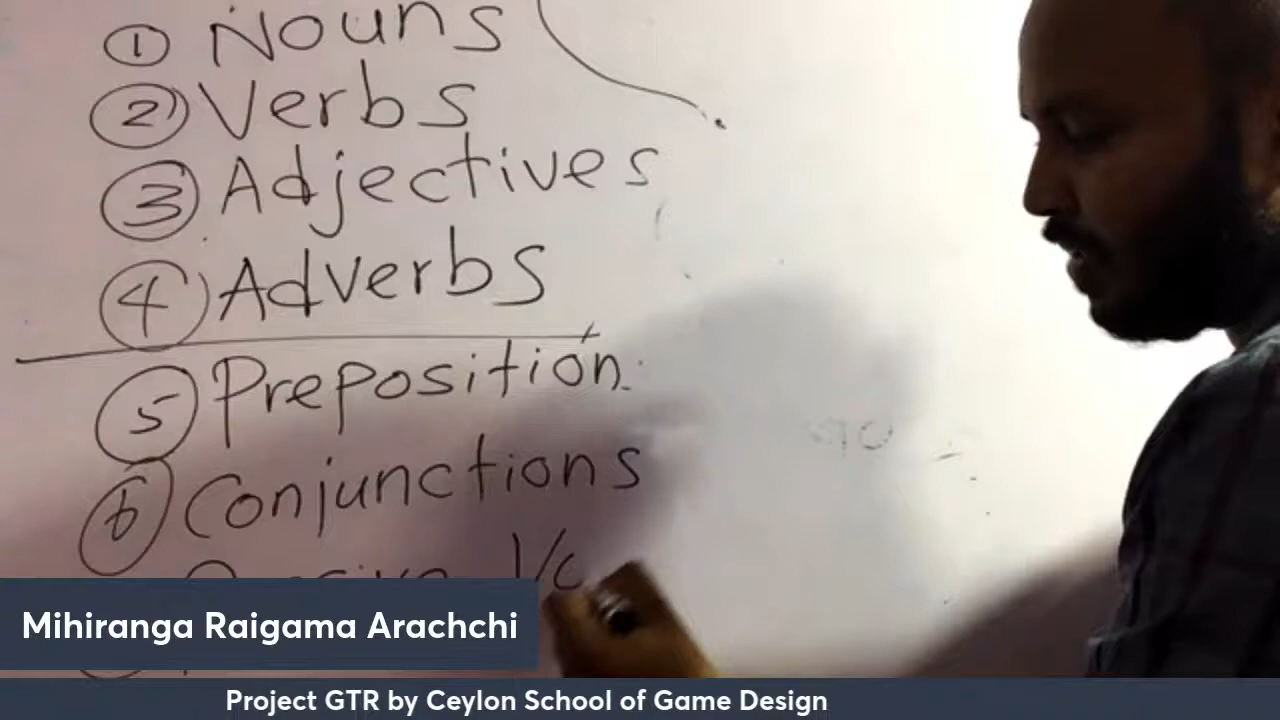 ① Nouns
② Verbs
③ Adjectives
④ Adverbs
⑤ Preposition
⑥ Conjunctions
Mihiranga Raigama Arachchi
Project GTR by Ceylon School of Game Design